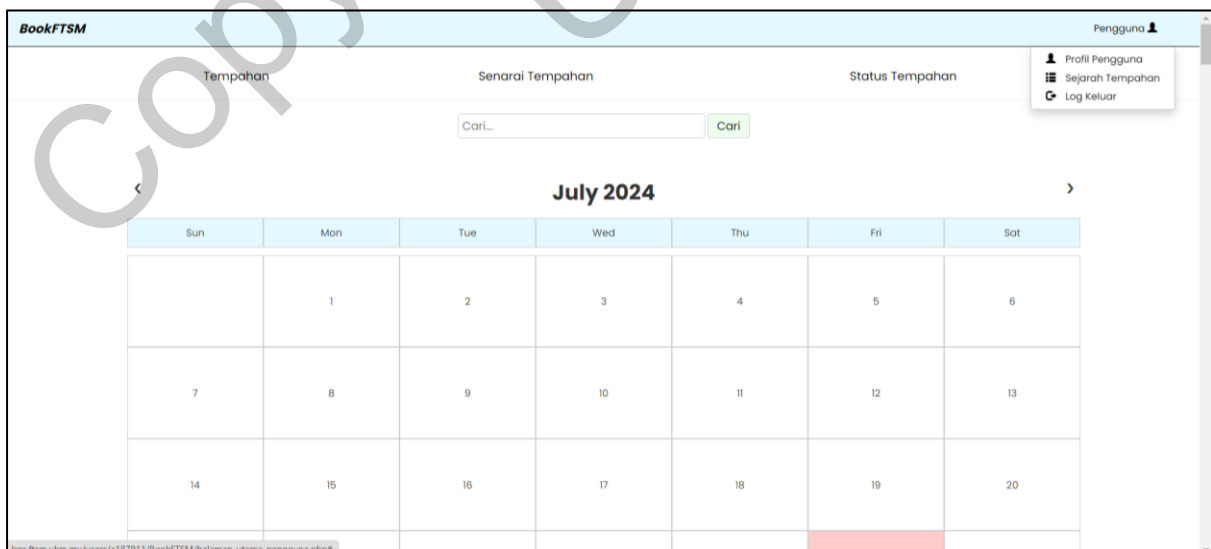 Copy
BookFTSM
Pengguna
Profil Pengguna
Sejarah Tempahan
Log Keluar
Tempahan Senarai Tempahan Status Tempahan
Cari... Cari
July 2024
Sun Mon Tue Wed Thu Fri Sat
1 2 3 4 5 6
7 8 9 10 11 12 13
14 15 16 17 18 19 20